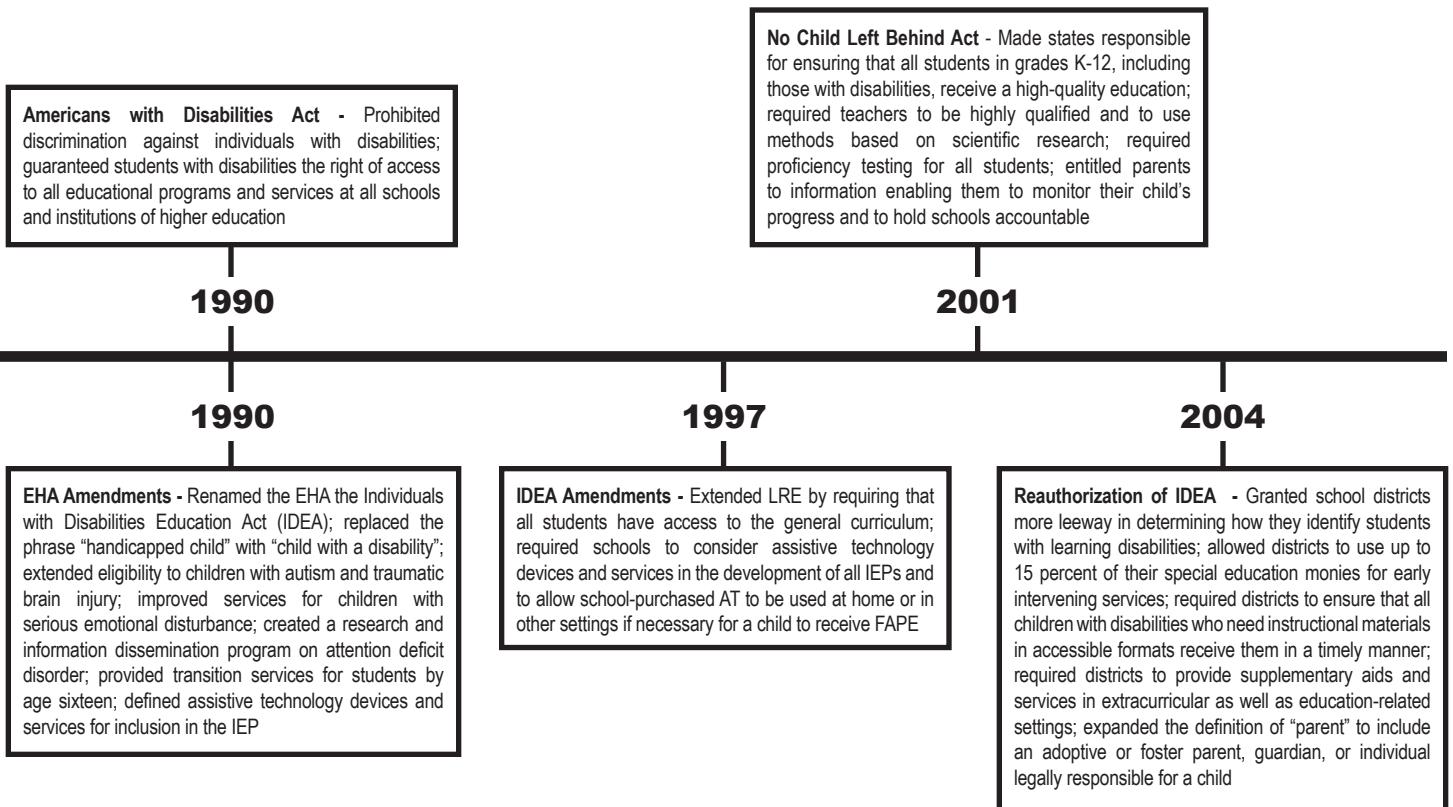 Americans with Disabilities Act - Prohibited
discrimination against individuals with disabilities;
guaranteed students with disabilities the right of access
to all educational programs and services at all schools
and institutions of higher education
1990
No Child Left Behind Act - Made states responsible
for ensuring that all students in grades K-12, including
those with disabilities, receive a high-quality education;
required teachers to be highly qualified and to use
methods based on scientific research; required
proficiency testing for all students; entitled parents
to information enabling them to monitor their child’s
progress and to hold schools accountable
2001
1990
EHA Amendments - Renamed the EHA the Individuals
with Disabilities Education Act (IDEA); replaced the
phrase “handicapped child” with “child with a disability”;
extended eligibility to children with autism and traumatic
brain injury; improved services for children with
serious emotional disturbance; created a research and
information dissemination program on attention deficit
disorder; provided transition services for students by
age sixteen; defined assistive technology devices and
services for inclusion in the IEP
1997
IDEA Amendments - Extended LRE by requiring that
all students have access to the general curriculum;
required schools to consider assistive technology
devices and services in the development of all IEPs and
to allow school-purchased AT to be used at home or in
other settings if necessary for a child to receive FAPE
2004
Reauthorization of IDEA - Granted school districts
more leeway in determining how they identify students
with learning disabilities; allowed districts to use up to
15 percent of their special education monies for early
intervening services; required districts to ensure that all
children with disabilities who need instructional materials
in accessible formats receive them in a timely manner;
required districts to provide supplementary aids and
services in extracurricular as well as education-related
settings; expanded the definition of “parent” to include
an adoptive or foster parent, guardian, or individual
legally responsible for a child